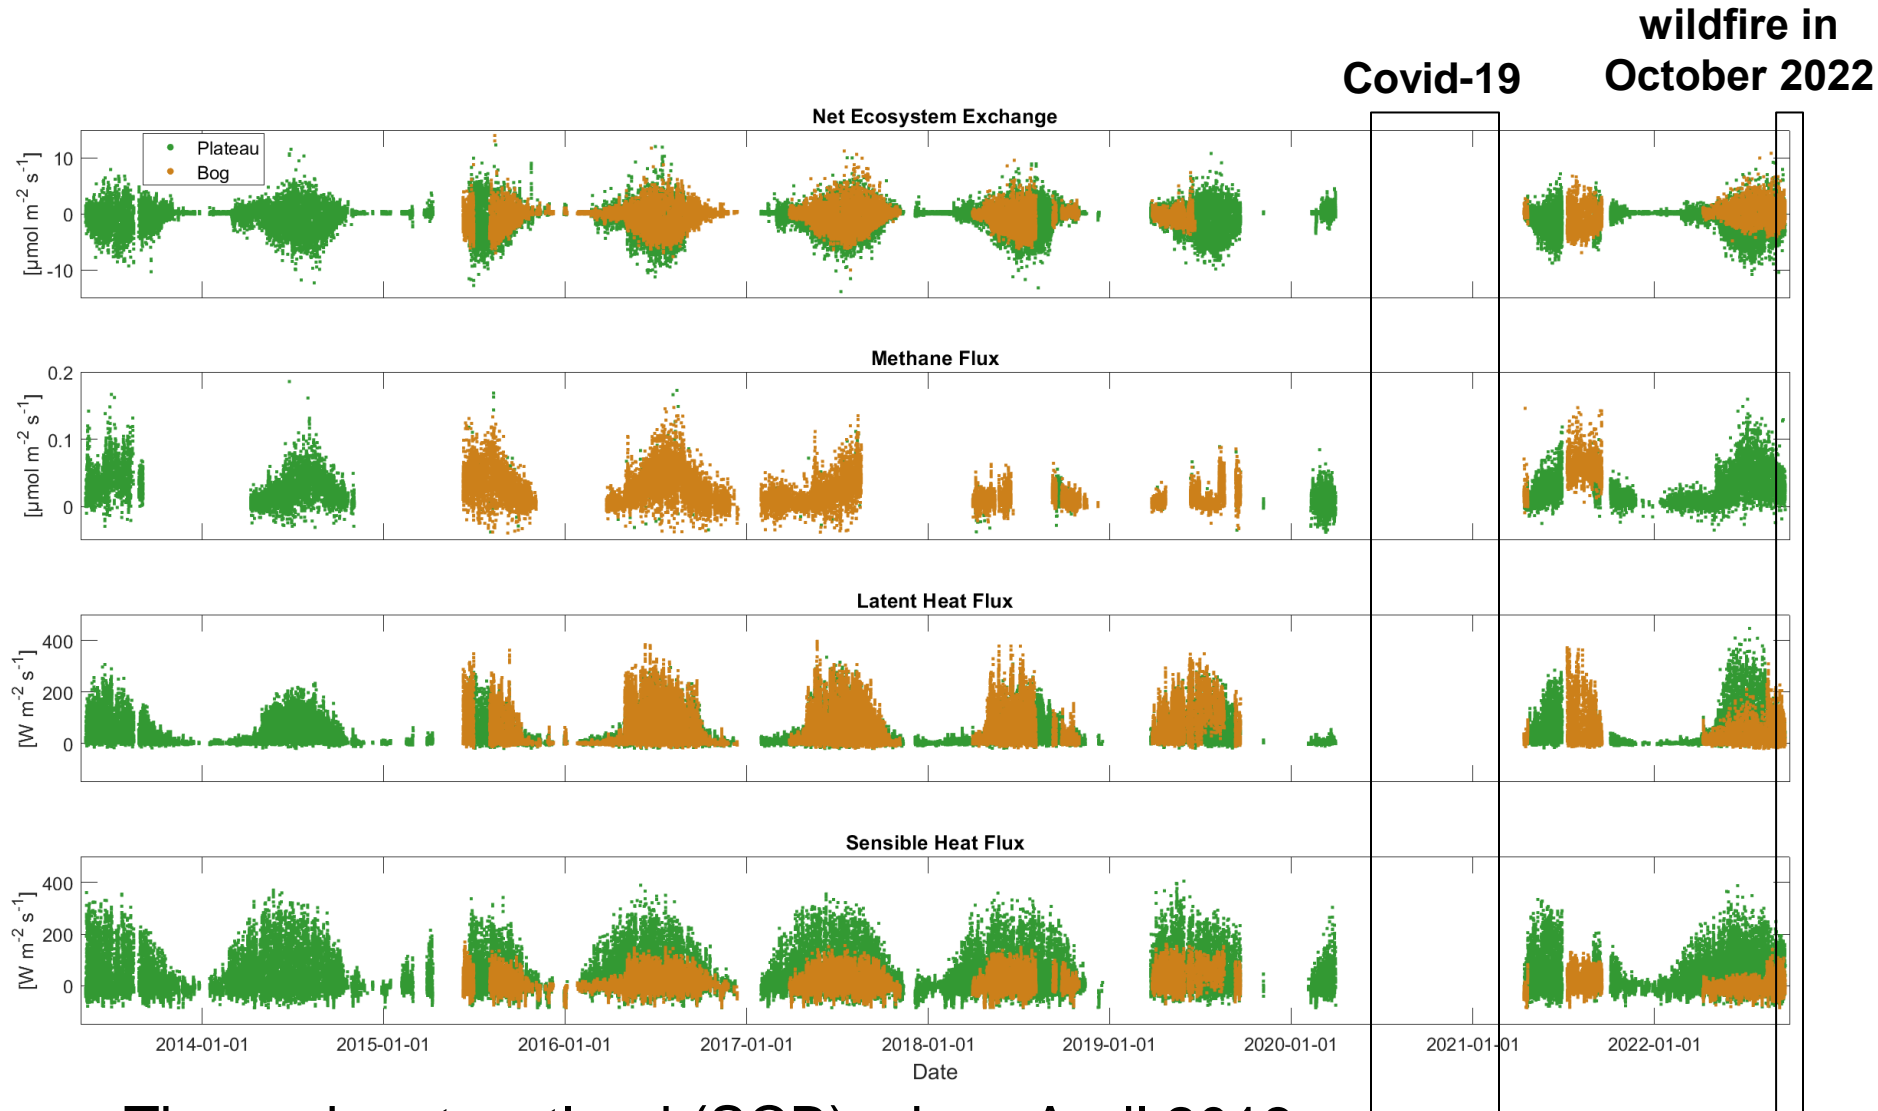 wildfire in
October 2022
Covid-19
Net Ecosystem Exchange
Plateau
Bog
[µmol m-2 s-1]
10
0
-10
Methane Flux
[µmol m-2 s-1]
0.2
0.1
0
Latent Heat Flux
[W m-2 s-1]
400
200
0
Sensible Heat Flux
[W m-2 s-1]
400
200
0
2014-01-01 2015-01-01 2016-01-01 2017-01-01 2018-01-01 2019-01-01 2020-01-01 2021-01-01 2022-01-01
Date